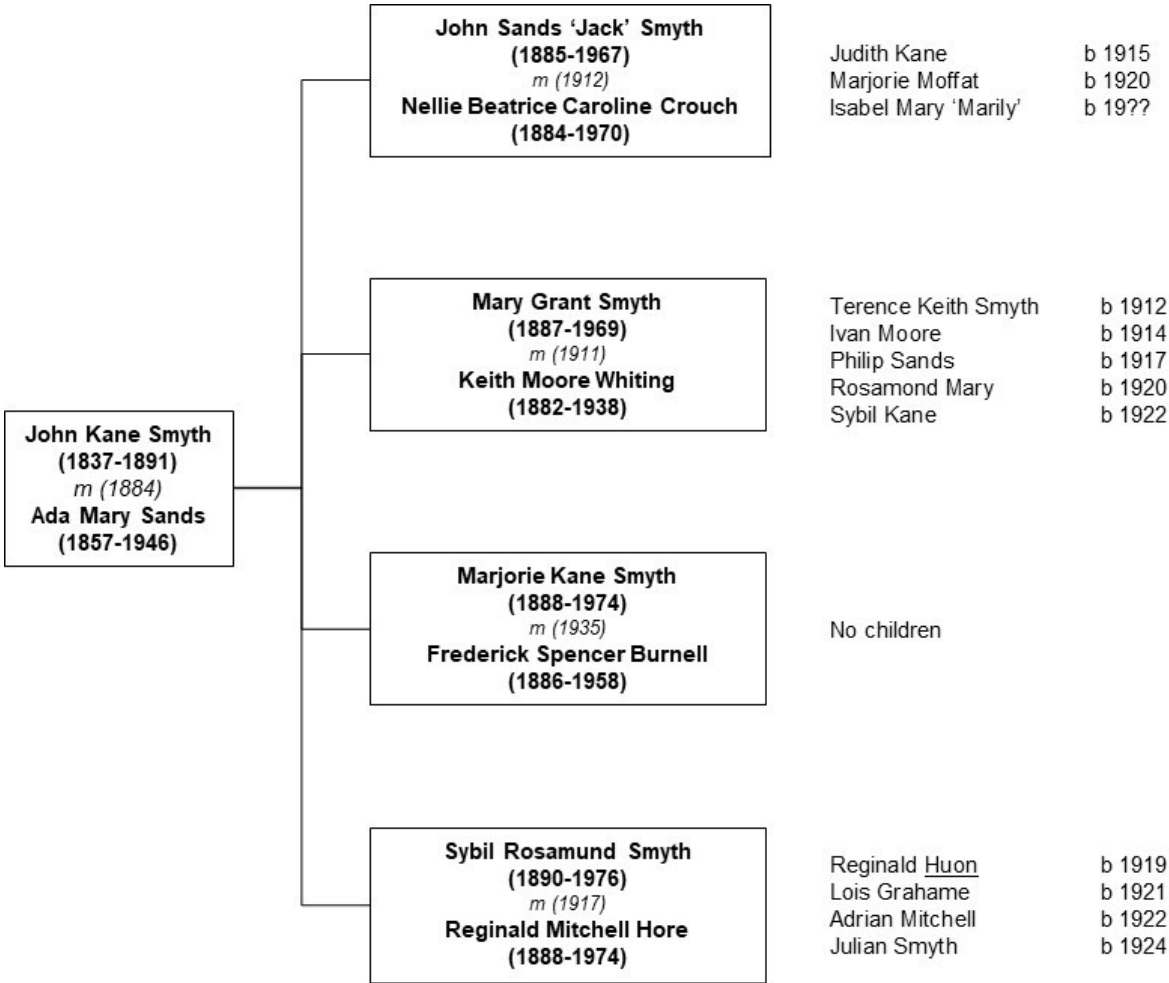 John Sands ‘Jack’ Smyth
(1885-1967)
m (1912)
Nellie Beatrice Caroline Crouch
(1884-1970)
Judith Kane b 1915
Marjorie Moffat b 1920
Isabel Mary ‘Marily’ b 19??
Mary Grant Smyth
(1887-1969)
m (1911)
Keith Moore Whiting
(1882-1938)
Terence Keith Smyth b 1912
Ivan Moore b 1914
Philip Sands b 1917
Rosamond Mary b 1920
Sybil Kane b 1922
John Kane Smyth
(1837-1891)
m (1884)
Ada Mary Sands
(1857-1946)
Marjorie Kane Smyth
(1888-1974)
m (1935)
Frederick Spencer Burnell
(1886-1958)
No children
Sybil Rosamund Smyth
(1890-1976)
m (1917)
Reginald Mitchell Hore
(1888-1974)
Reginald Huon b 1919
Lois Grahame b 1921
Adrian Mitchell b 1922
Julian Smyth b 1924